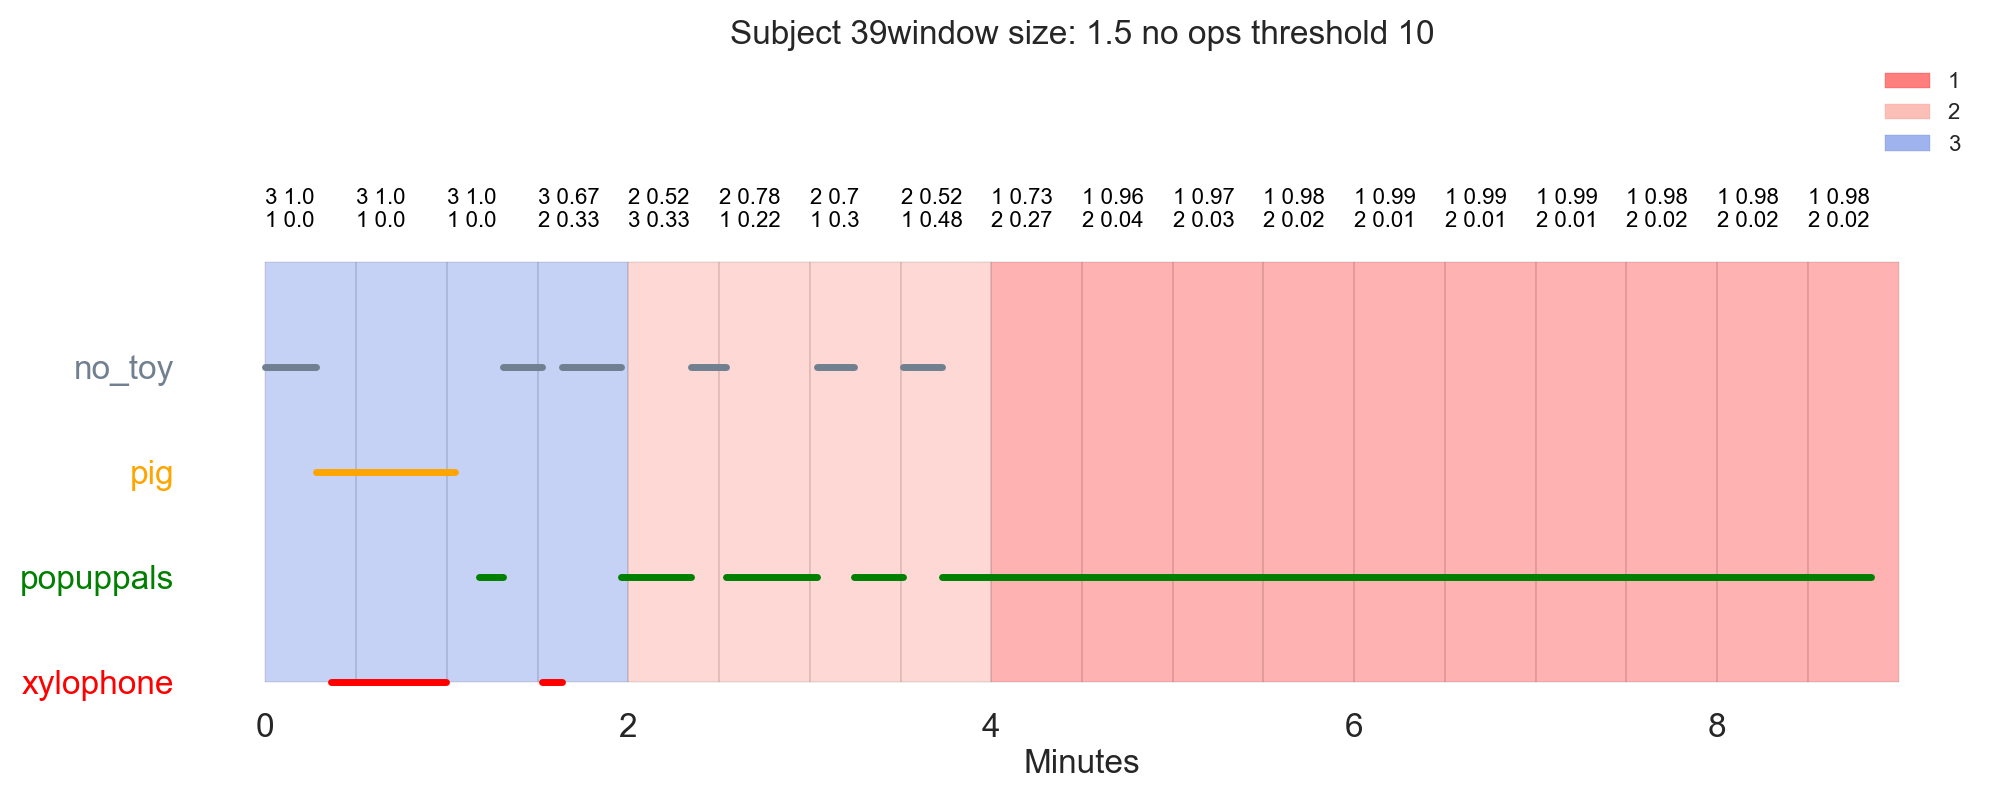 Subject 39window size: 1.5 no ops threshold 10
1
2
3
3 1.0 3 1.0 3 1.0 3 0.67 2 0.52 2 0.78 2 0.7 2 0.52 1 0.73 1 0.96 1 0.97 1 0.98 1 0.99 1 0.99 1 0.99 1 0.98 1 0.98 1 0.98
1 0.0 1 0.0 1 0.0 2 0.33 3 0.33 1 0.22 1 0.3 1 0.48 2 0.27 2 0.04 2 0.03 2 0.02 2 0.01 2 0.01 2 0.01 2 0.02 2 0.02 2 0.02
no_toy
pig
popuppals
xylophone
0 2 4 6 8
Minutes